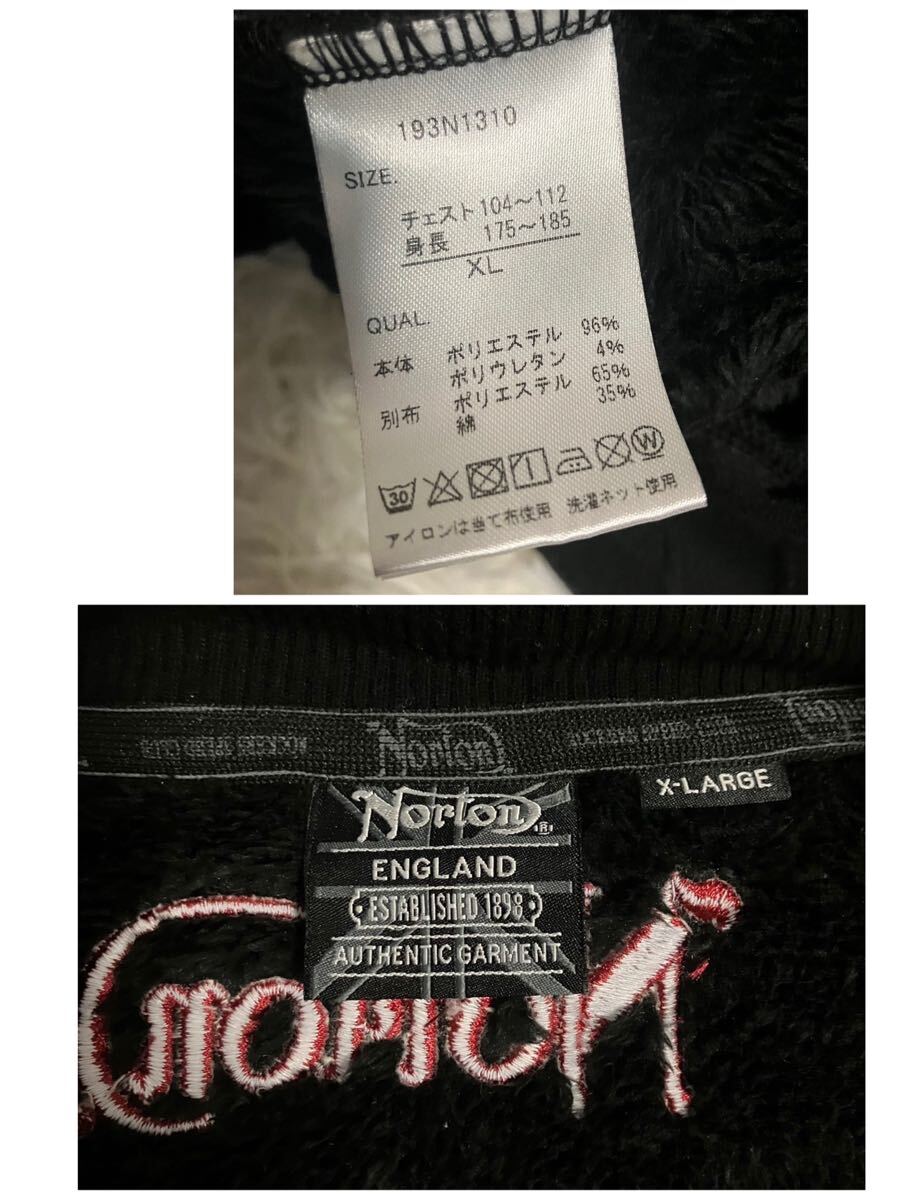 193N1310
SIZE.
チェスト 104～112
身長 175～185
XL
QUAL.
本体 ポリエステル 96%
ポリウレタン 4%
別布 ポリエステル 65%
綿 35%
30
W
アイロンは当て布使用 洗濯ネット使用
Norton
X-LARGE
Norton®
ENGLAND
ESTABLISHED 1898
AUTHENTIC GARMENT
Norton